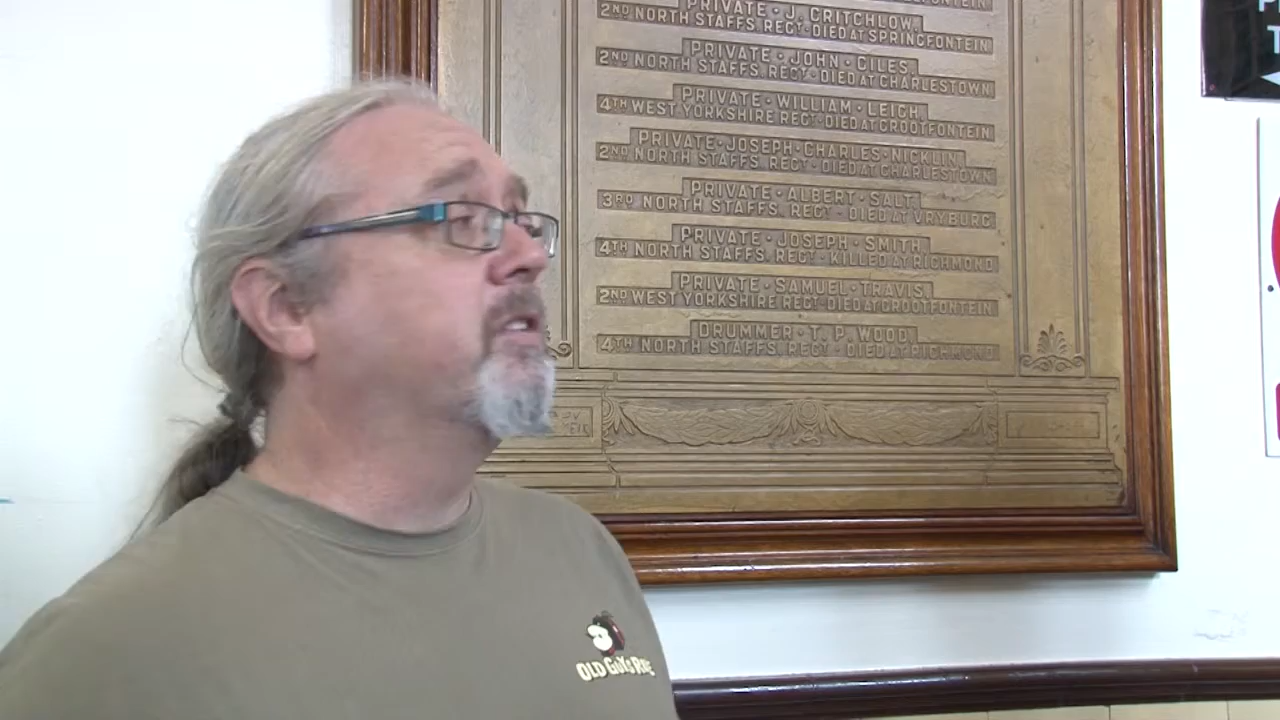 PRIVATE · J. CRITCHLOW,
2ND NORTH STAFFS. REGT · DIED AT SPRINGFONTEIN
PRIVATE · JOHN · GILES,
2ND NORTH STAFFS. REGT · DIED AT CHARLESTOWN
PRIVATE · WILLIAM · LEIGH,
4TH WEST YORKSHIRE REGT · DIED AT GROOTFONTEIN
PRIVATE · JOSEPH · CHARLES · NICKLIN,
2ND NORTH STAFFS. REGT · DIED AT CHARLESTOWN
PRIVATE · ALBERT · SALT,
3RD NORTH STAFFS. REGT · DIED AT VRYBURG
PRIVATE · JOSEPH · SMITH,
4TH NORTH STAFFS. REGT · KILLED AT RICHMOND
PRIVATE · SAMUEL · TRAVIS,
2ND WEST YORKSHIRE REGT · DIED AT GROOTFONTEIN
DRUMMER · T. P. WOOD,
4TH NORTH STAFFS. REGT · DIED AT RICHMOND
OLD GUYS